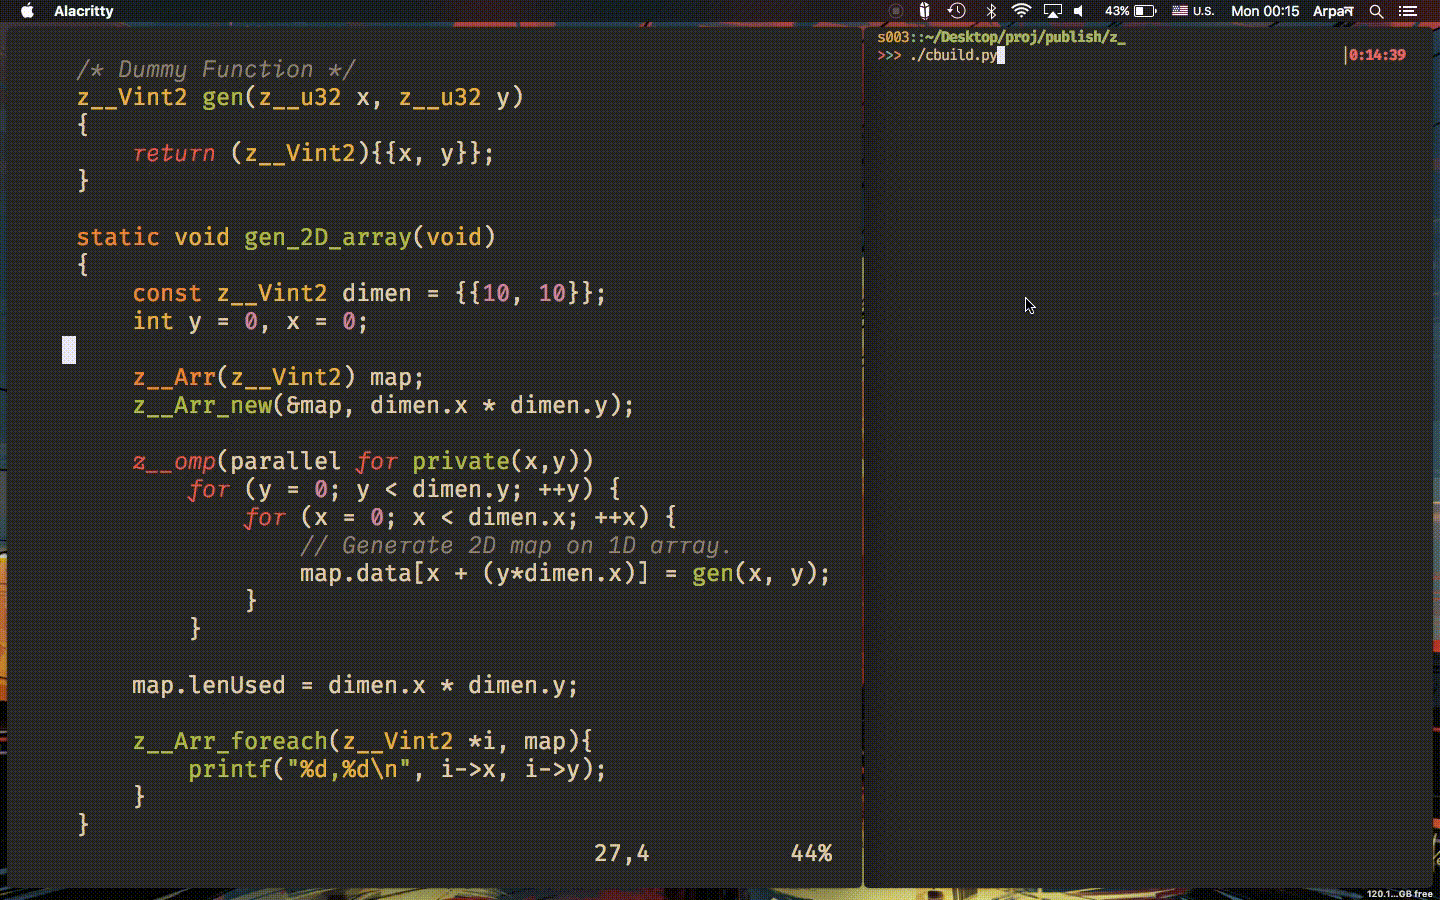 Alacritty 43% U.S. Mon 00:15
/* Dummy Function */
z__Vint2 gen(z__u32 x, z__u32 y)
{
return (z__Vint2){{x, y}};
}
static void gen_2D_array(void)
{
const z__Vint2 dimen = {{10, 10}};
int y = 0, x = 0;
z__Arr(z__Vint2) map;
z__Arr_new(&map, dimen.x * dimen.y);
z__omp(parallel for private(x,y))
for (y = 0; y < dimen.y; ++y) {
for (x = 0; x < dimen.x; ++x) {
// Generate 2D map on 1D array.
map.data[x + (y*dimen.x)] = gen(x, y);
}
}
map.lenUsed = dimen.x * dimen.y;
z__Arr_foreach(z__Vint2 *i, map){
printf("%d,%d\n", i->x, i->y);
}
}
27,4 44%
s003::~/Desktop/proj/publish/z_
>>> ./cbuild.py 0:14:39
120.1...GB free